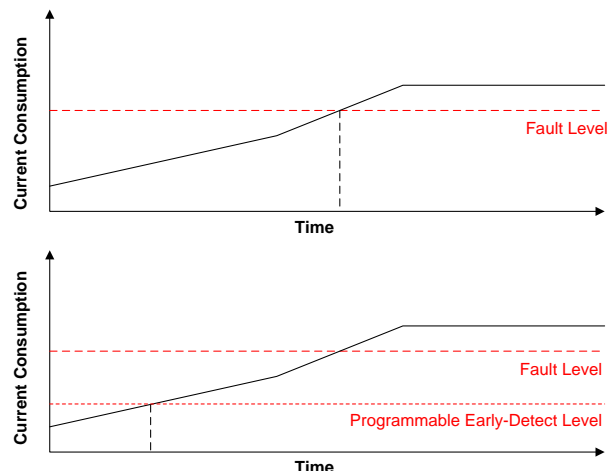 Current Consumption
Fault Level
Time
Current Consumption
Fault Level
Programmable Early-Detect Level
Time